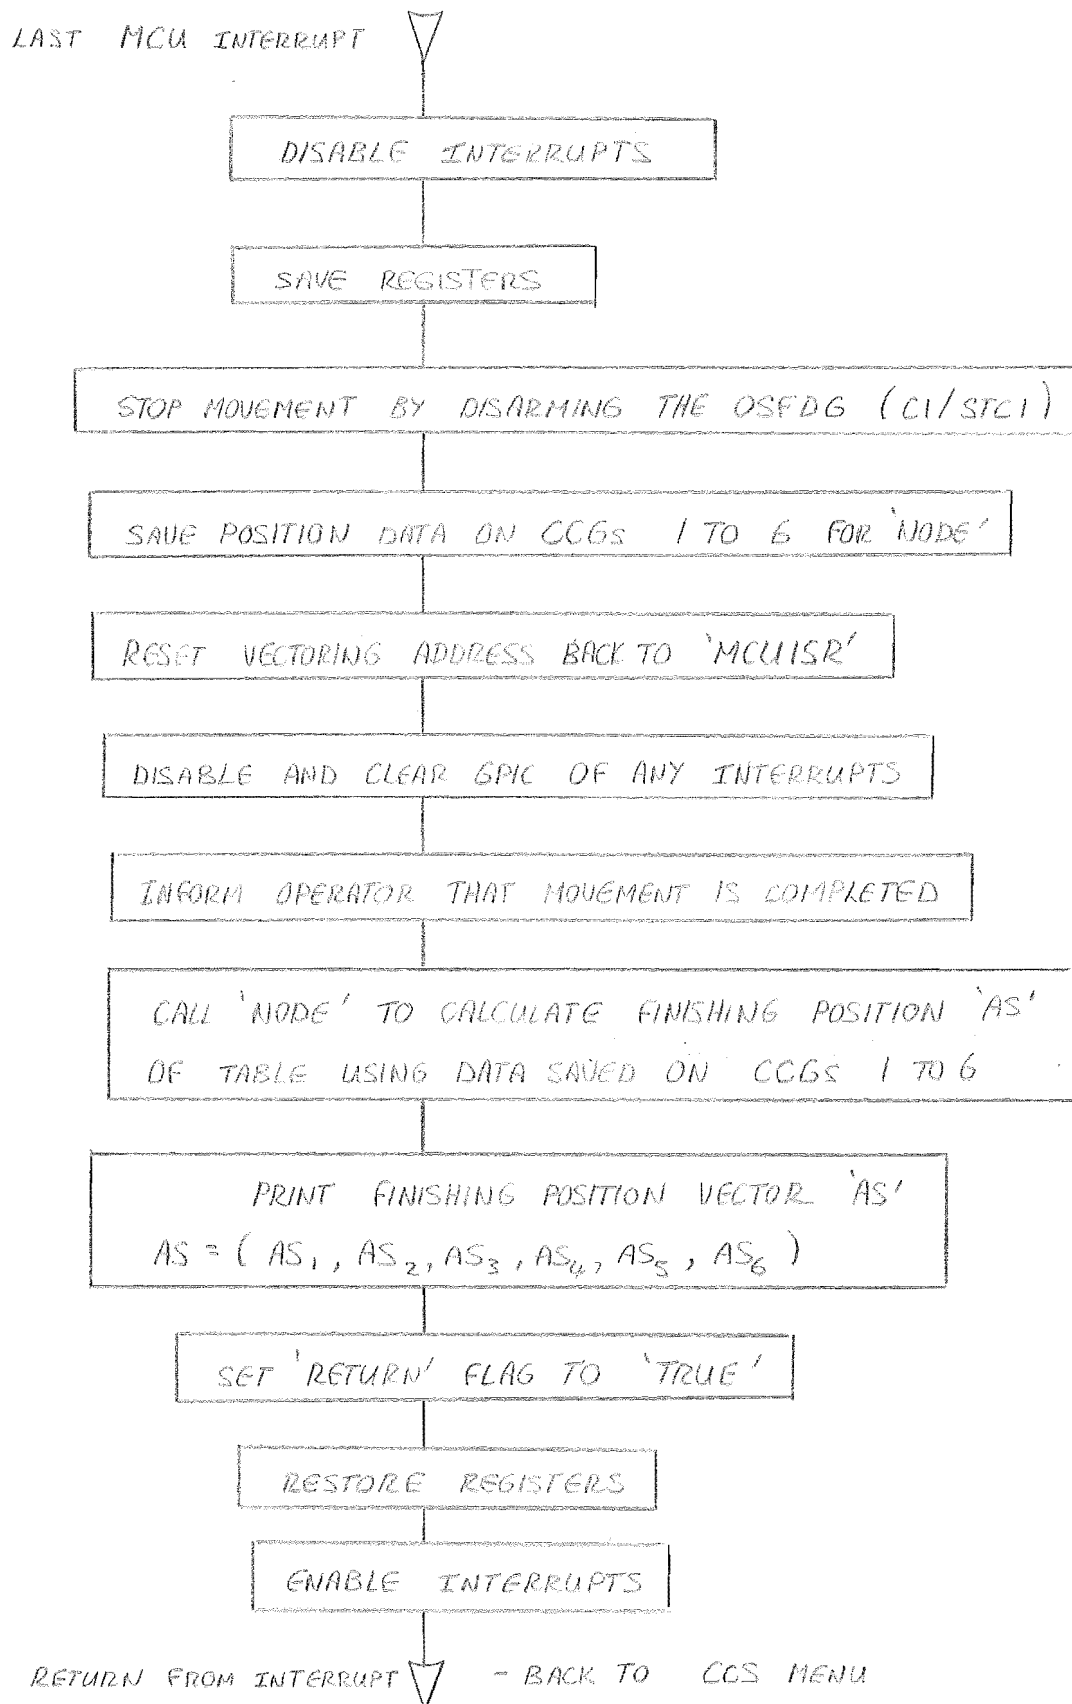 LAST MCU INTERRUPT
DISABLE INTERRUPTS
SAVE REGISTERS
STOP MOVEMENT BY DISARMING THE OSFDG (C1/STC1)
SAVE POSITION DATA ON CCGs 1 TO 6 FOR 'NODE'
RESET VECTORING ADDRESS BACK TO 'MCUISR'
DISABLE AND CLEAR GPIC OF ANY INTERRUPTS
INFORM OPERATOR THAT MOVEMENT IS COMPLETED
CALL 'NODE' TO CALCULATE FINISHING POSITION 'AS'
OF TABLE USING DATA SAVED ON CCGs 1 TO 6
PRINT FINISHING POSITION VECTOR 'AS'
AS = ( AS₁, AS₂, AS₃, AS₄, AS₅, AS₆ )
SET 'RETURN' FLAG TO 'TRUE'
RESTORE REGISTERS
ENABLE INTERRUPTS
RETURN FROM INTERRUPT - BACK TO CCS MENU